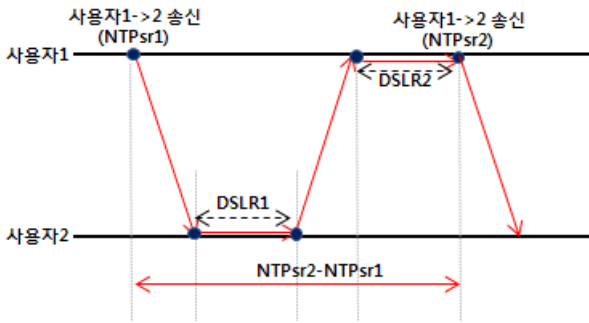 사용자1->2 송신
(NTPsr1)
사용자1->2 송신
(NTPsr2)
사용자1
DSLR2
DSLR1
사용자2
NTPsr2-NTPsr1